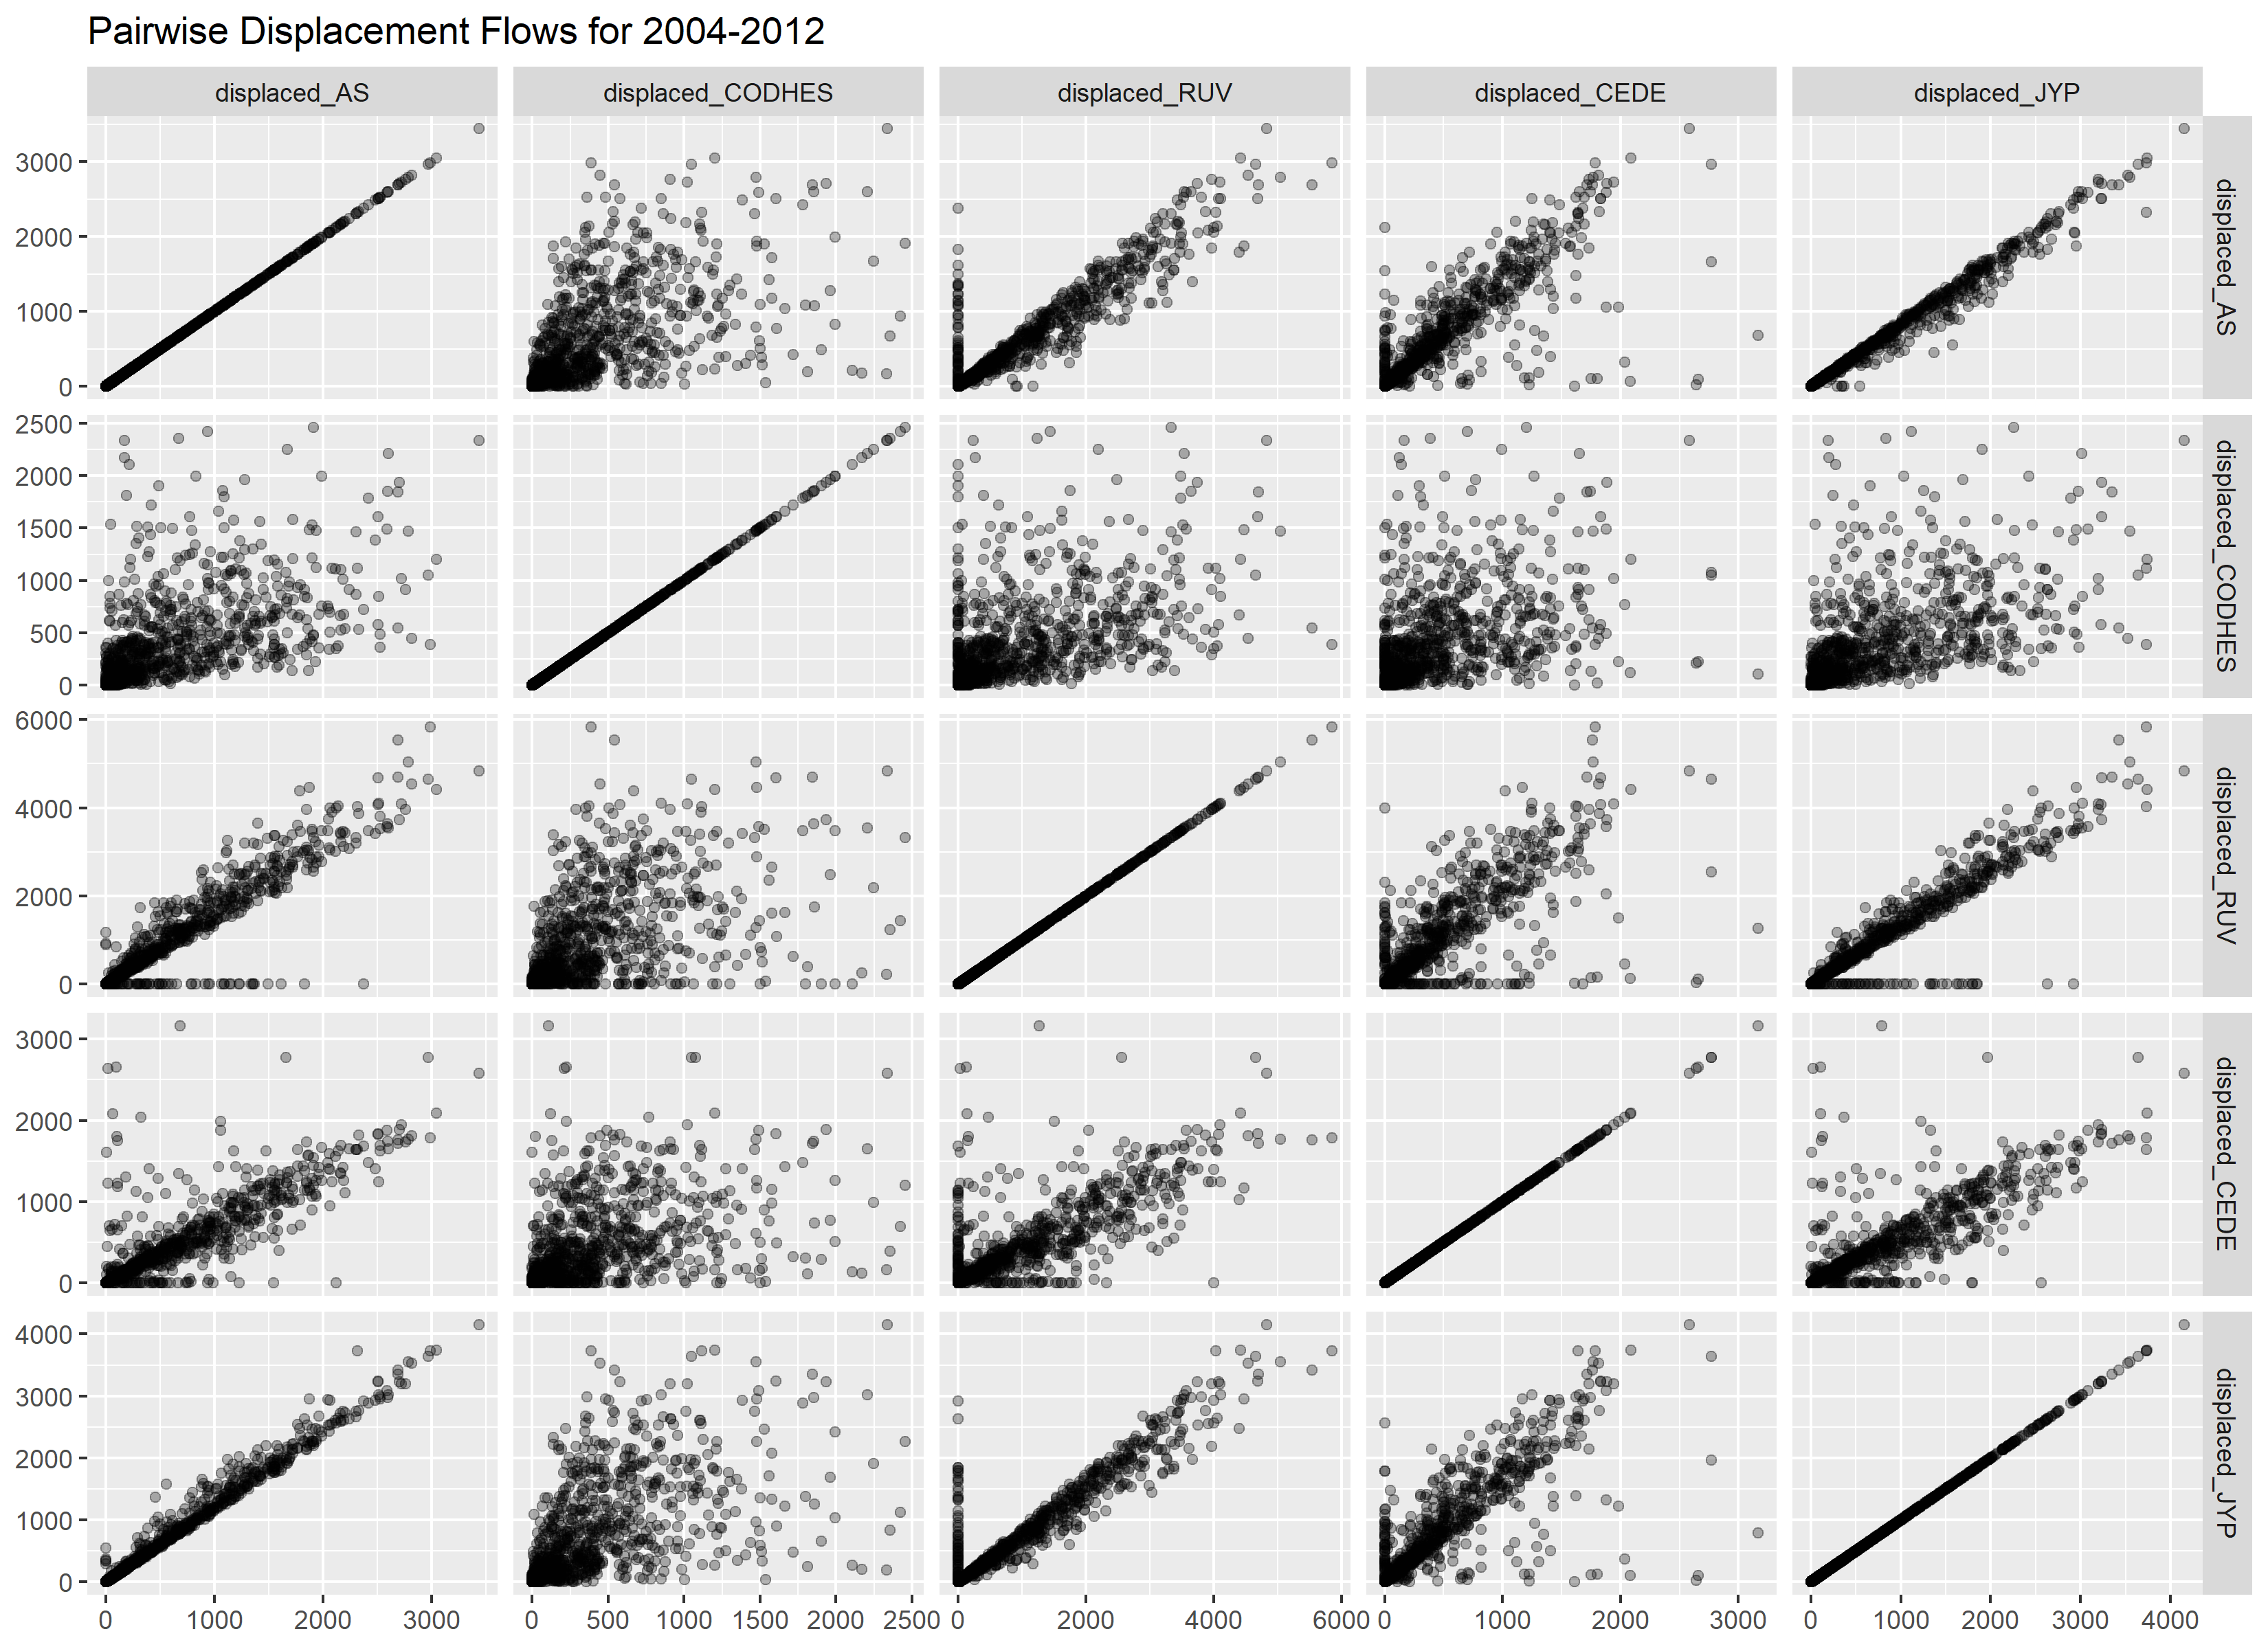 Pairwise Displacement Flows for 2004-2012
displaced_AS displaced_CODHES displaced_RUV displaced_CEDE displaced_JYP
3000
2000
1000
0
displaced_AS
2500
2000
1500
1000
500
0
displaced_CODHES
6000
4000
2000
0
displaced_RUV
3000
2000
1000
0
displaced_CEDE
4000
3000
2000
1000
0
displaced_JYP
0 1000 2000 3000 0 500 1000 1500 2000 2500 0 2000 4000 6000 0 1000 2000 3000 0 1000 2000 3000 4000